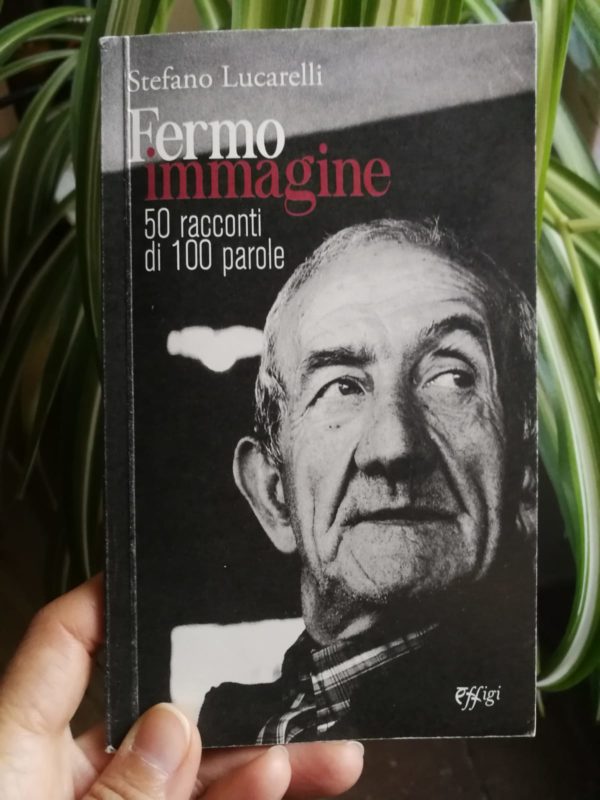 Stefano Lucarelli
Fermo
immagine
50 racconti
di 100 parole
effigi